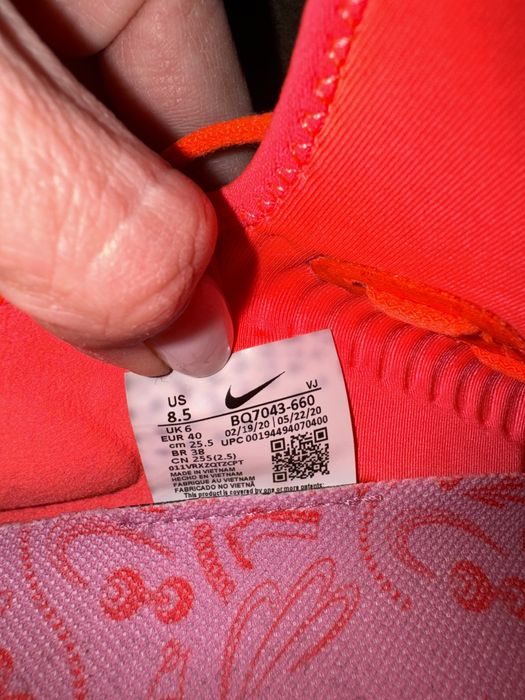 US
8.5
VJ
UK 6
BQ7043-660
EUR 40
02/19/20 | 05/22/20
cm 25.5
UPC 00194494070400
BR 38
CN 255(2.5)
011VRXZQTZCPT
MADE IN VIETNAM
HECHO EN VIETNAM
FABRIQUE AU VIETNAM
FABRICADO NO VIETNÃ
This product is covered by one or more patents: